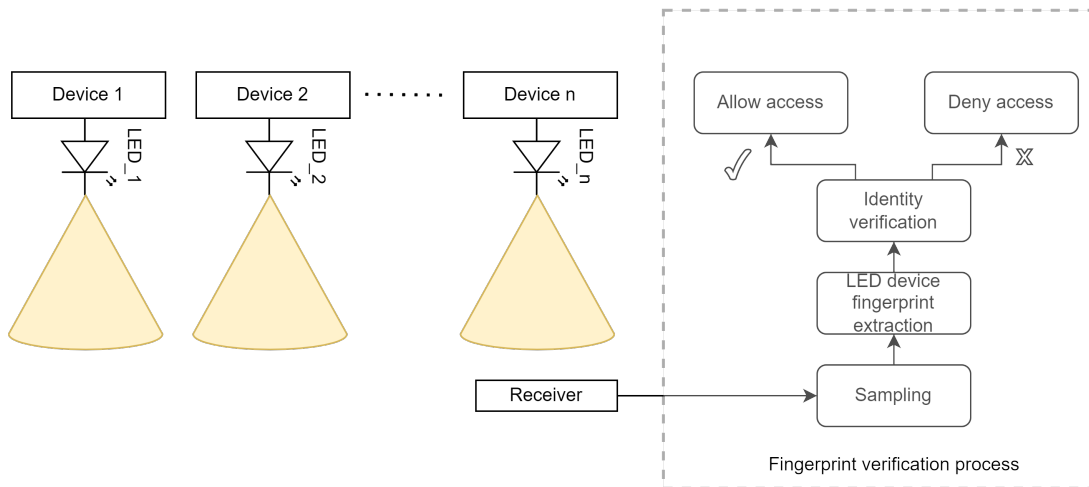 Device 1
Device 2
Device n
LED_1
LED_2
LED_n
Allow access
Deny access
Identity
verification
LED device
fingerprint
extraction
Receiver
Sampling
Fingerprint verification process